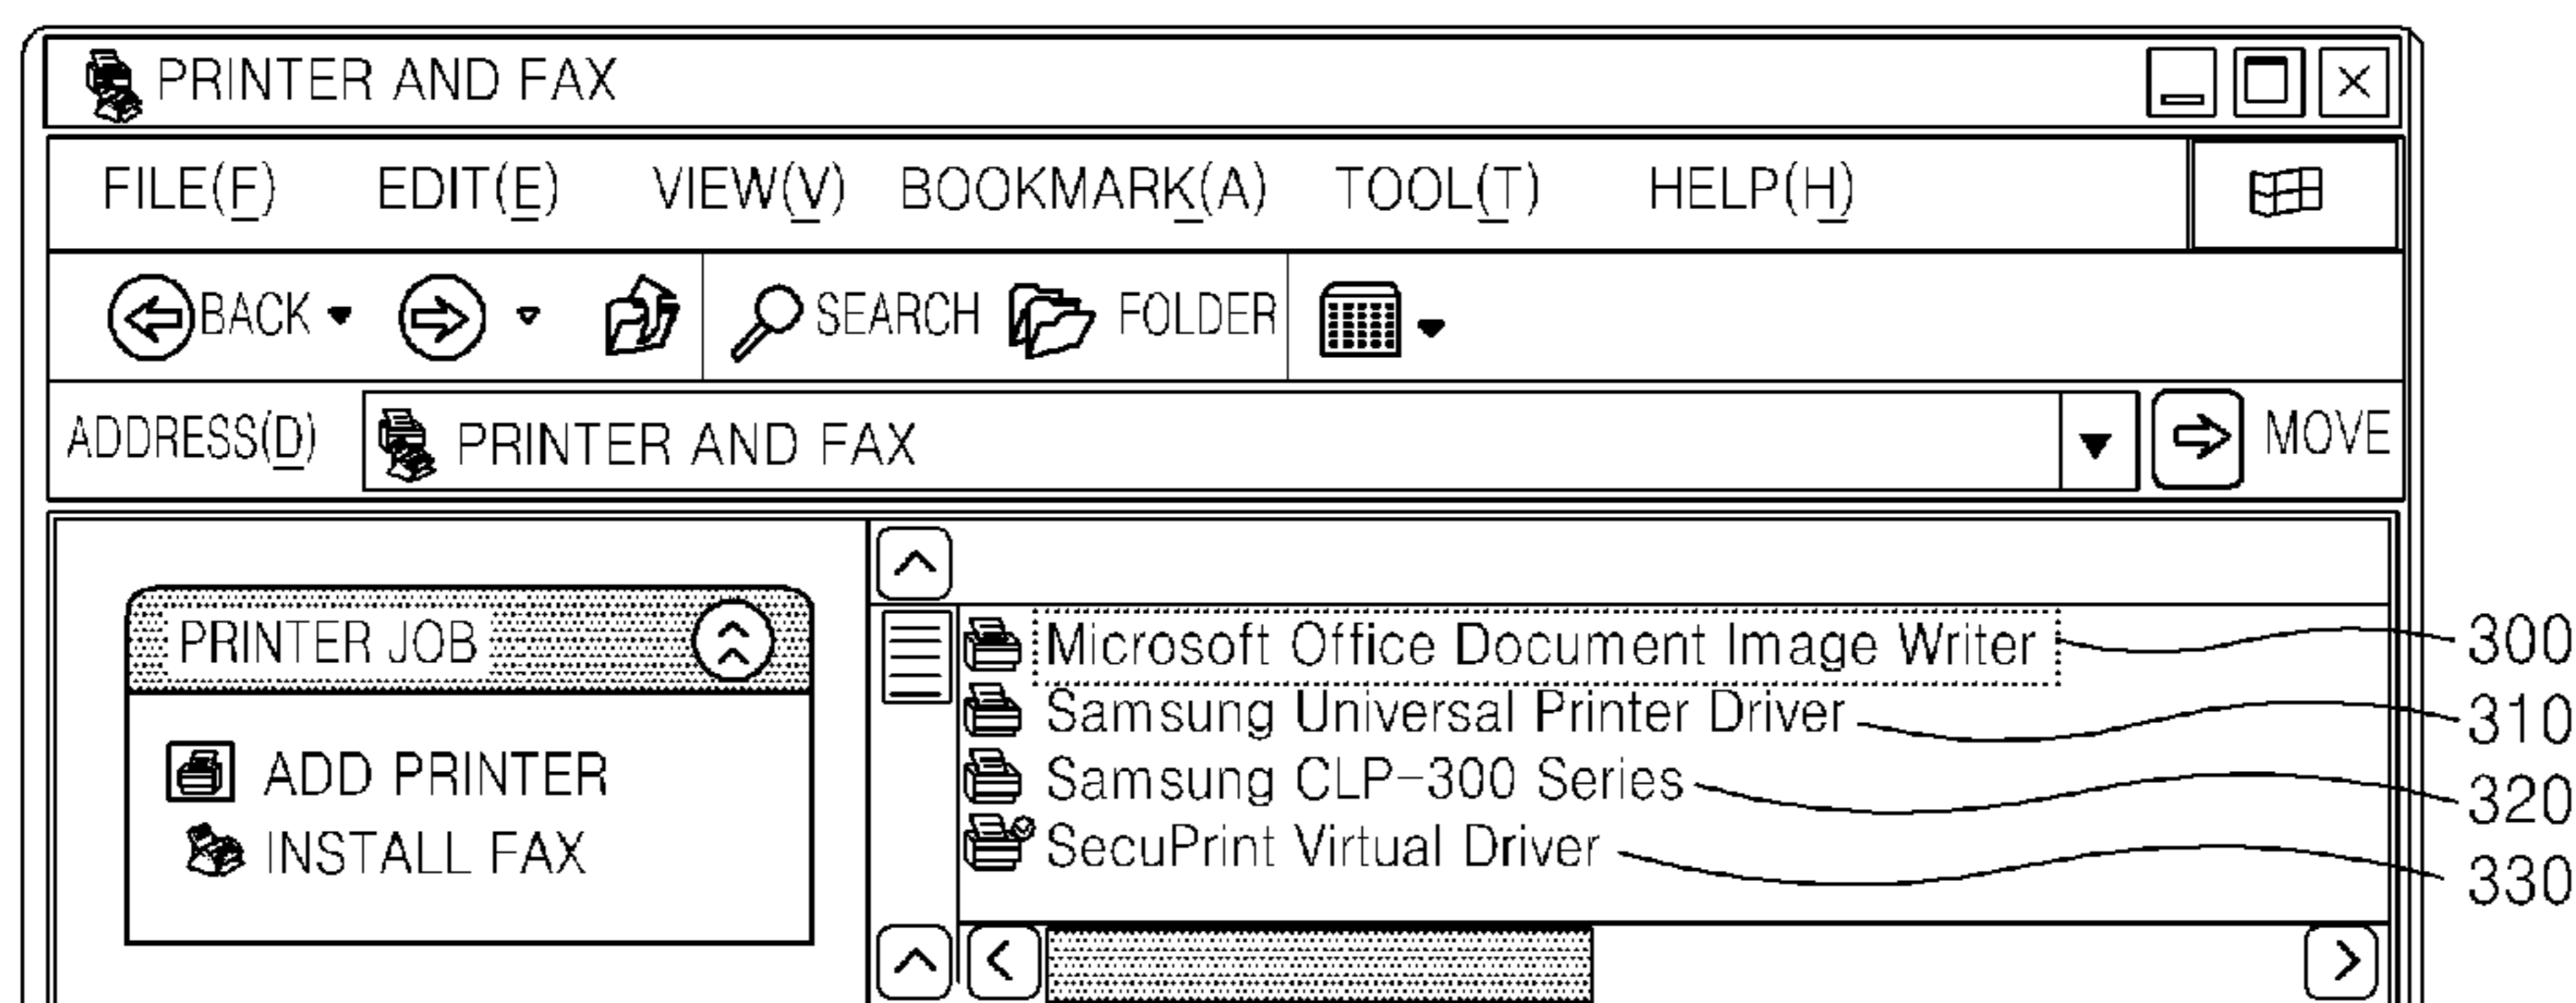 PRINTER AND FAX
FILE(F) EDIT(E) VIEW(V) BOOKMARK(A) TOOL(T) HELP(H)
BACK SEARCH FOLDER
ADDRESS(D) PRINTER AND FAX MOVE
PRINTER JOB
ADD PRINTER
INSTALL FAX
Microsoft Office Document Image Writer 300
Samsung Universal Printer Driver 310
Samsung CLP-300 Series 320
SecuPrint Virtual Driver 330